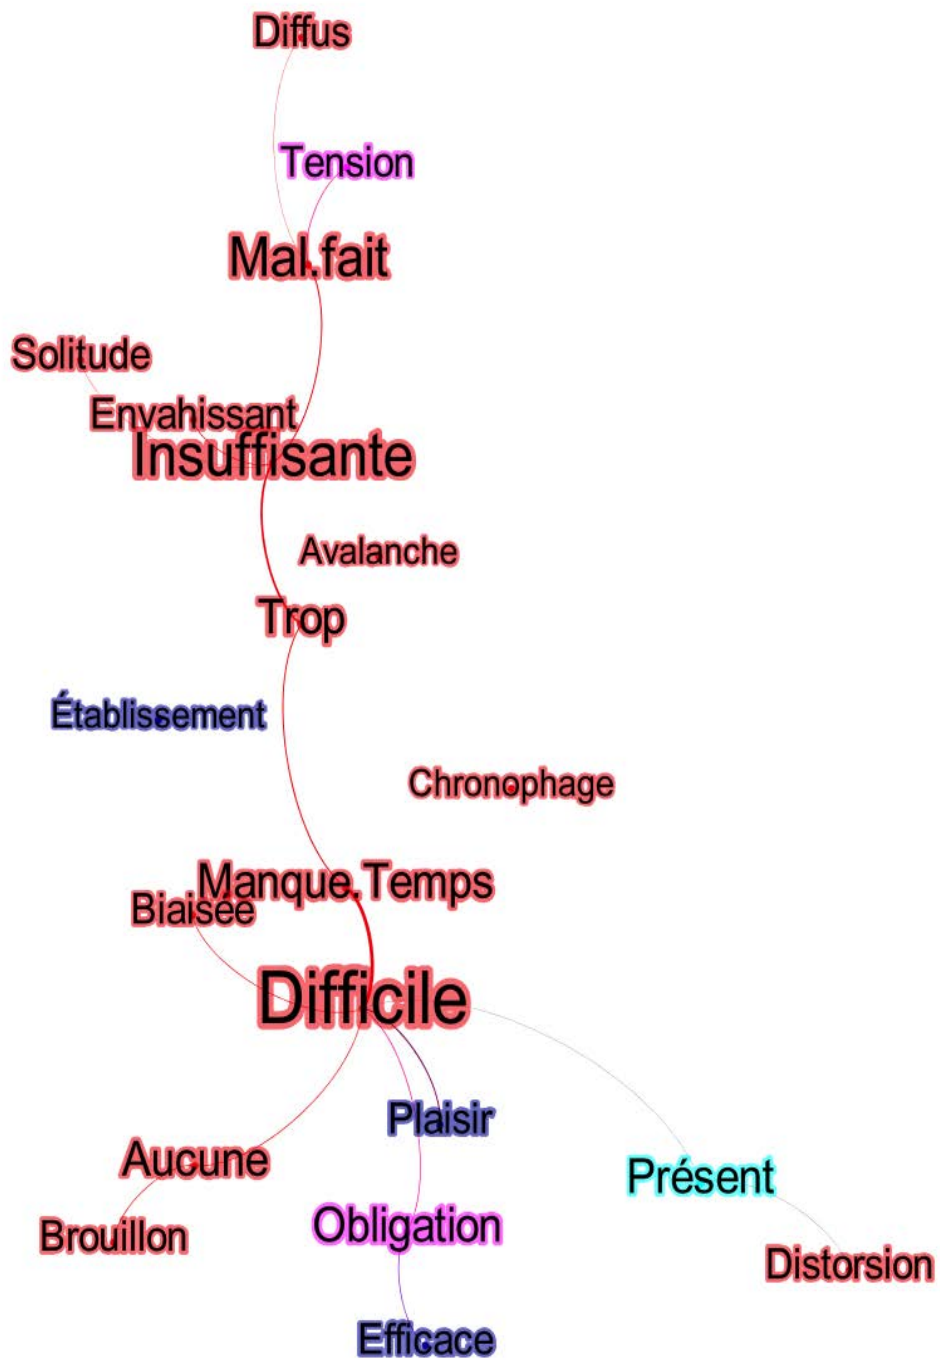 Diffus
Tension
Mal.fait
Solitude
Envahissant
Insuffisante
Avalanche
Trop
Établissement
Chronophage
Manque.Temps
Biaisée
Difficile
Plaisir
Aucune
Présent
Obligation
Brouillon
Distorsion
Efficace